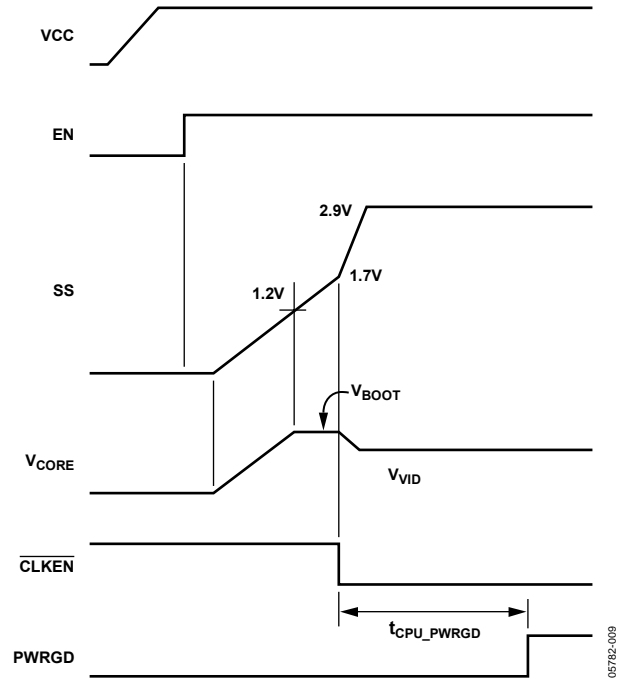 VCC
EN
2.9V
SS
1.2V
1.7V
VBOOT
VCORE
VVID
CLKEN
tCPU_PWRGD
PWRGD
05782-009